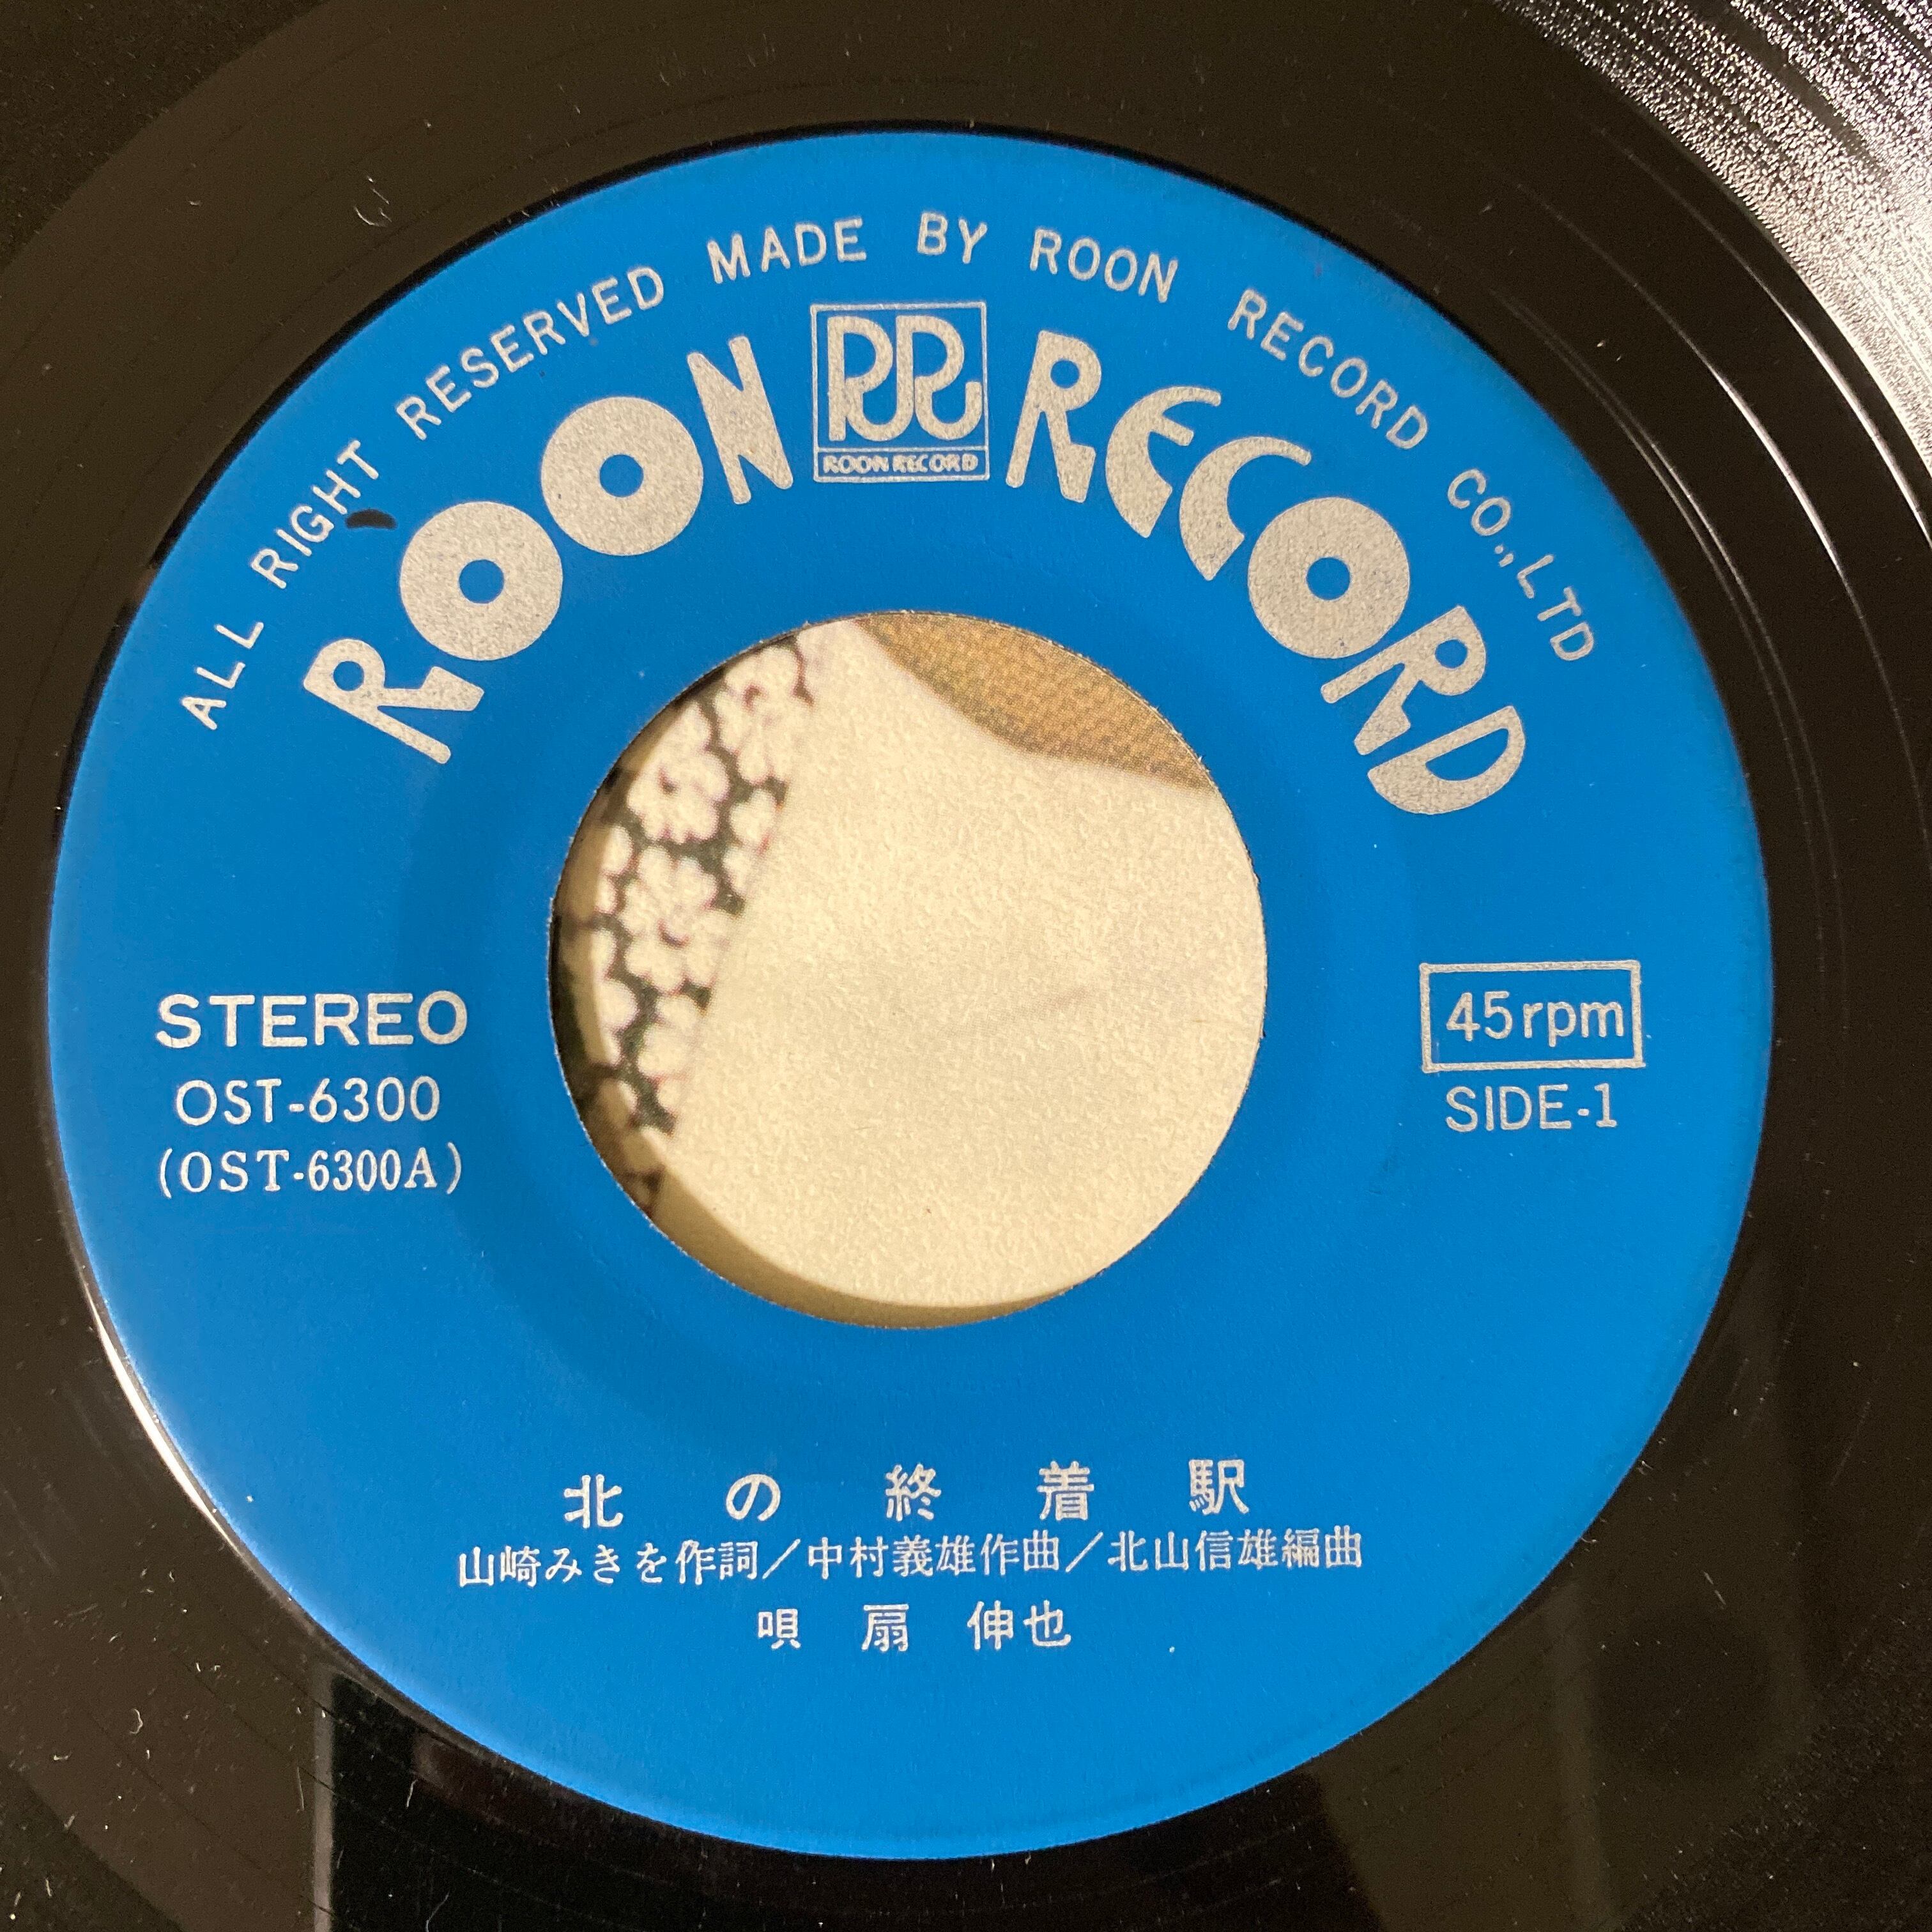 ALL RIGHT RESERVED MADE BY ROON RECORD CO.,LTD
ROON RECORD
ROON RECORD
STEREO
OST-6300
(OST-6300A)
45rpm
SIDE-1
北の終着駅
山崎みきを作詞/中村義雄作曲/北山信雄編曲
唄 扇 伸也